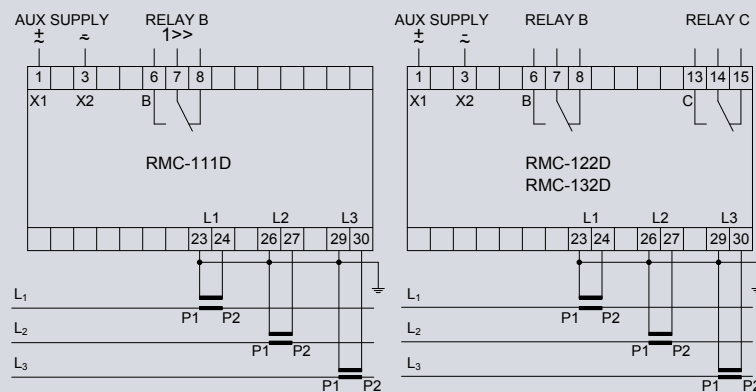 AUX SUPPLY RELAY B
± ~ ~ 1>>
1 3 6 7 8
X1 X2 B
RMC-111D
L1 L2 L3
23 24 26 27 29 30
L₁
P1 P2
L₂
P1 P2
L₃
P1 P2
AUX SUPPLY RELAY B RELAY C
± ~ - ~
1 3 6 7 8 13 14 15
X1 X2 B C
RMC-122D
RMC-132D
L1 L2 L3
23 24 26 27 29 30
L₁
P1 P2
L₂
P1 P2
L₃
P1 P2